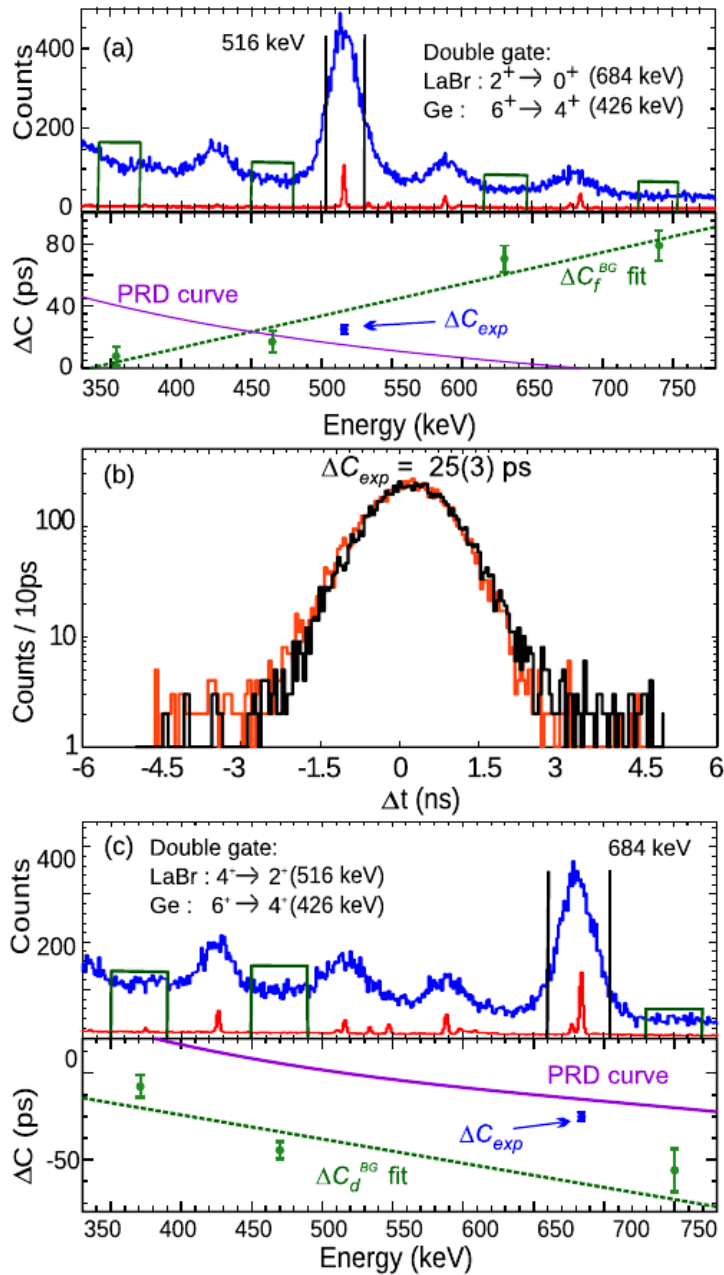 (a)
516 keV
Double gate:
LaBr : 2⁺→ 0⁺ (684 keV)
Ge : 6⁺→ 4⁺ (426 keV)
Counts
400
200
0
ΔC (ps)
80
40
0
PRD curve
ΔC_f^BG fit
ΔC_exp
350 400 450 500 550 600 650 700 750
Energy (keV)
(b)
ΔC_exp = 25(3) ps
Counts / 10ps
100
10
1
-6 -4.5 -3 -1.5 0 1.5 3 4.5 6
Δt (ns)
(c)
Double gate:
LaBr : 4⁺→ 2⁺(516 keV)
Ge : 6⁺→ 4⁺(426 keV)
684 keV
Counts
400
200
ΔC (ps)
0
-50
PRD curve
ΔC_exp
ΔC_d^BG fit
350 400 450 500 550 600 650 700 750
Energy (keV)